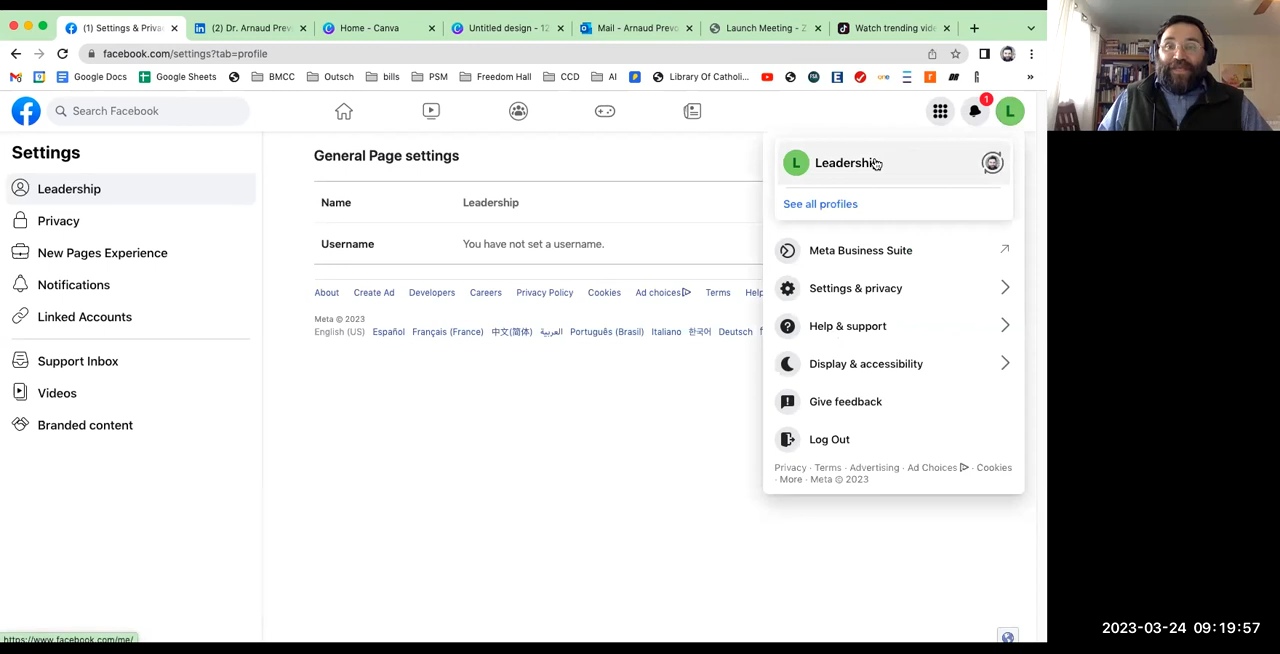 (1) Settings & Priva
(2) Dr. Arnaud Prev
Home - Canva
Untitled design - 12
Mail - Arnaud Prevo
Launch Meeting - Z
Watch trending vide
facebook.com/settings?tab=profile
Google Docs
Google Sheets
BMCC
Outsch
bills
PSM
Freedom Hall
CCD
AI
Library Of Catholi...
Search Facebook
1
L
Settings
Leadership
Privacy
New Pages Experience
Notifications
Linked Accounts
Support Inbox
Videos
Branded content
General Page settings
Name Leadership
Username You have not set a username.
About Create Ad Developers Careers Privacy Policy Cookies Ad choices Terms Help
Meta © 2023
English (US) Español Français (France) 中文(简体) العربية Português (Brasil) Italiano 한국어 Deutsch
L Leadership
See all profiles
Meta Business Suite
Settings & privacy
Help & support
Display & accessibility
Give feedback
Log Out
Privacy · Terms · Advertising · Ad Choices · Cookies
· More · Meta © 2023
https://www.facebook.com/me/
2023-03-24 09:19:57